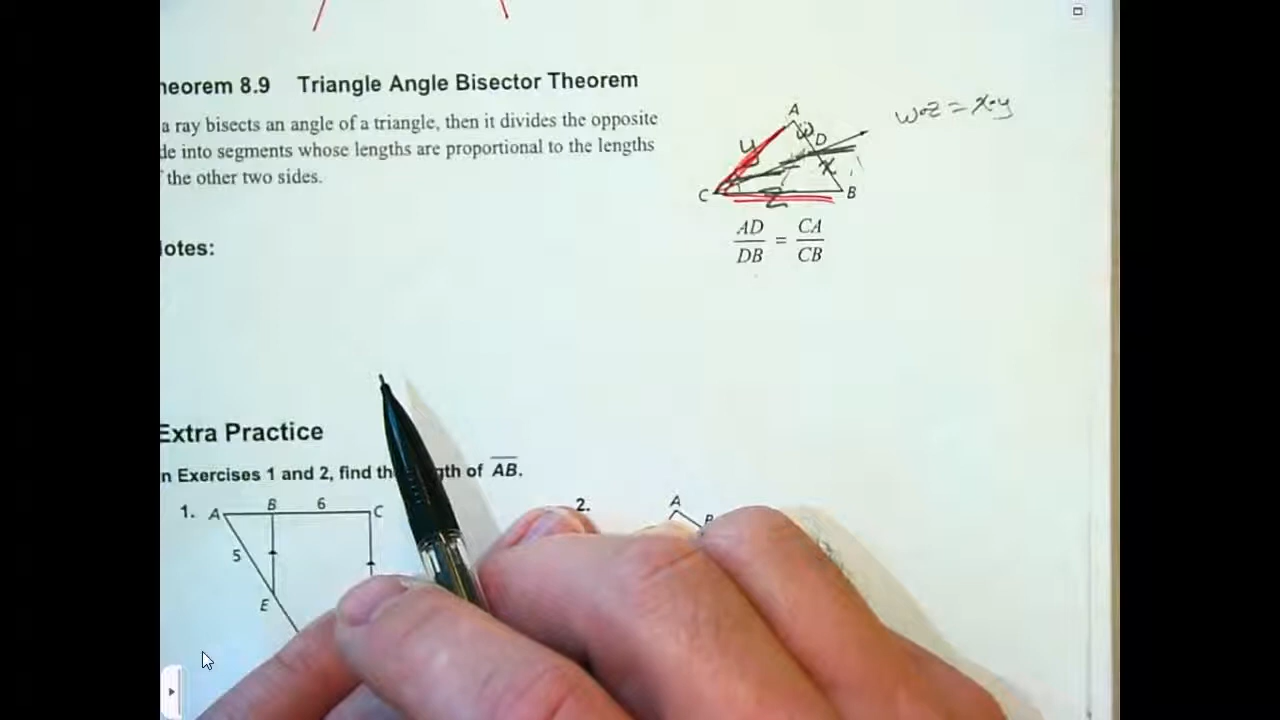 heorem 8.9 Triangle Angle Bisector Theorem
a ray bisects an angle of a triangle, then it divides the opposite
de into segments whose lengths are proportional to the lengths
the other two sides.
A
w
D
y
x
C
z
B
w•z = x•y
AD/DB = CA/CB
otes:
Extra Practice
n Exercises 1 and 2, find th gth of AB.
1. A B 6 C
5
E
2. A